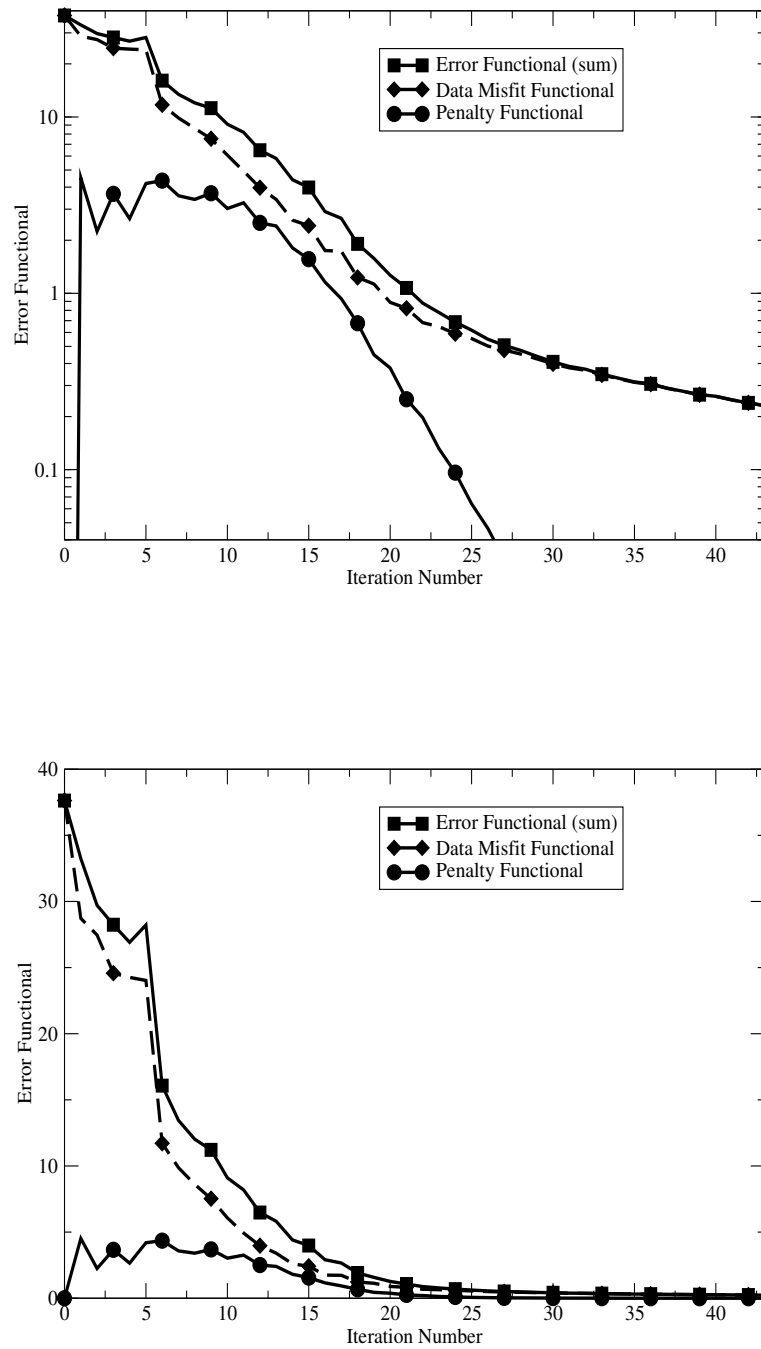 Error Functional (sum)
Data Misfit Functional
Penalty Functional
10
1
0.1
Error Functional
0 5 10 15 20 25 30 35 40
Iteration Number
40
30
20
10
0
Error Functional (sum)
Data Misfit Functional
Penalty Functional
Error Functional
0 5 10 15 20 25 30 35 40
Iteration Number